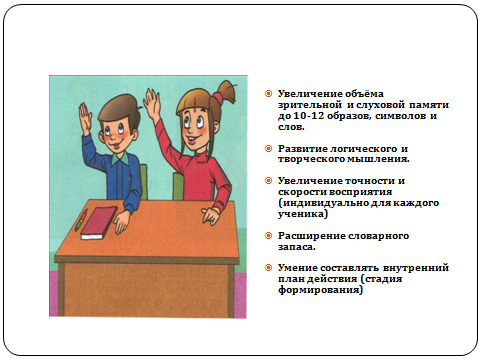 Увеличение объёма
зрительной и слуховой памяти
до 10-12 образов, символов и
слов.
Развитие логического и
творческого мышления.
Увеличение точности и
скорости восприятия
(индивидуально для каждого
ученика)
Расширение словарного
запаса.
Умение составлять внутренний
план действия (стадия
формирования)